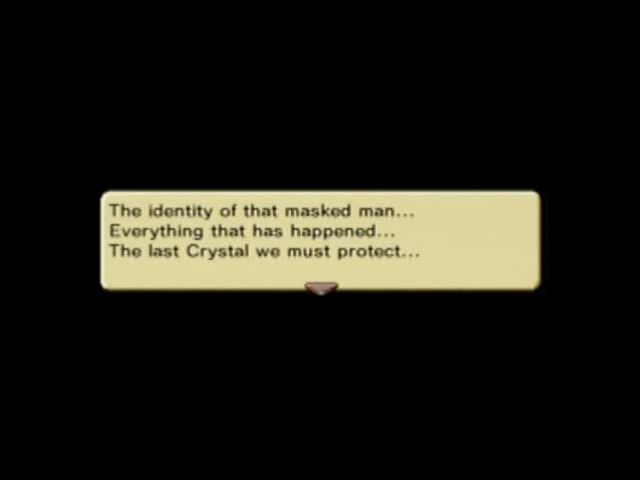 The identity of that masked man...
Everything that has happened...
The last Crystal we must protect...